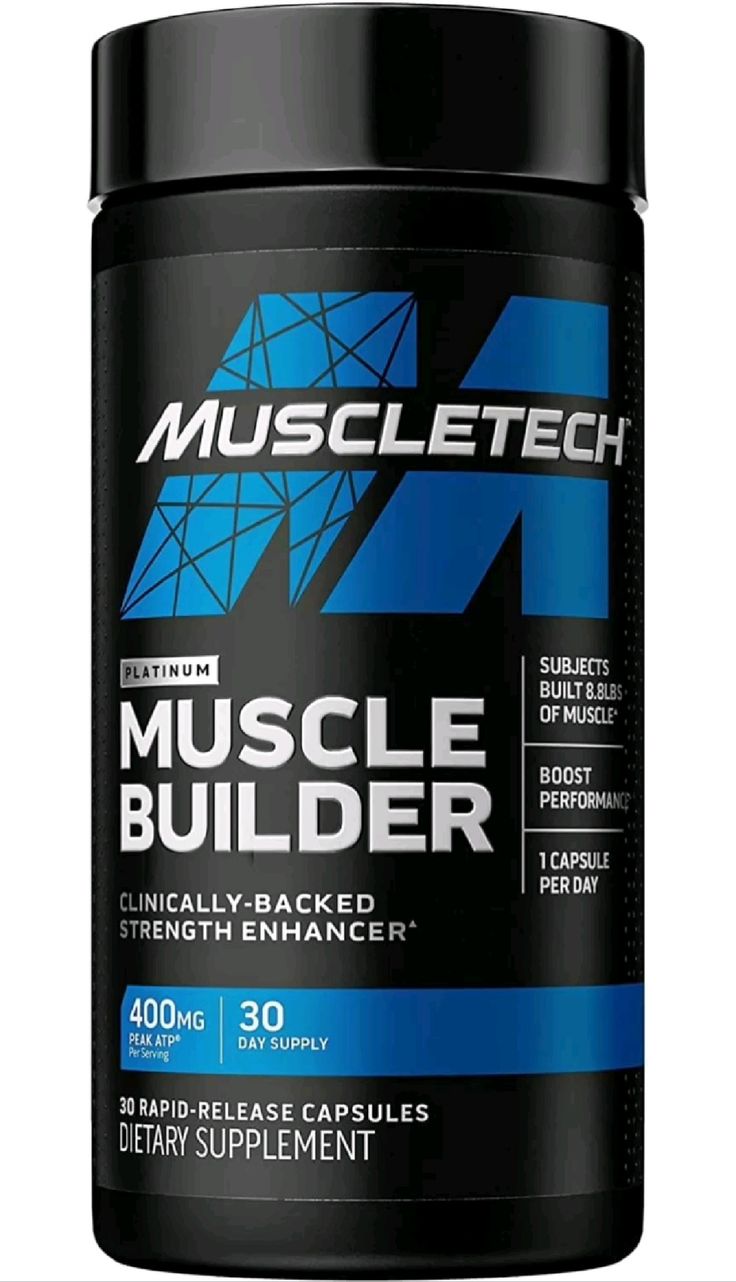 MUSCLETECH™
PLATINUM
MUSCLE
BUILDER
CLINICALLY-BACKED
STRENGTH ENHANCER▲
SUBJECTS
BUILT 8.8LBS
OF MUSCLE▲
BOOST
PERFORMANCE
1 CAPSULE
PER DAY
400MG
PEAK ATP®
Per Serving
30
DAY SUPPLY
30 RAPID-RELEASE CAPSULES
DIETARY SUPPLEMENT